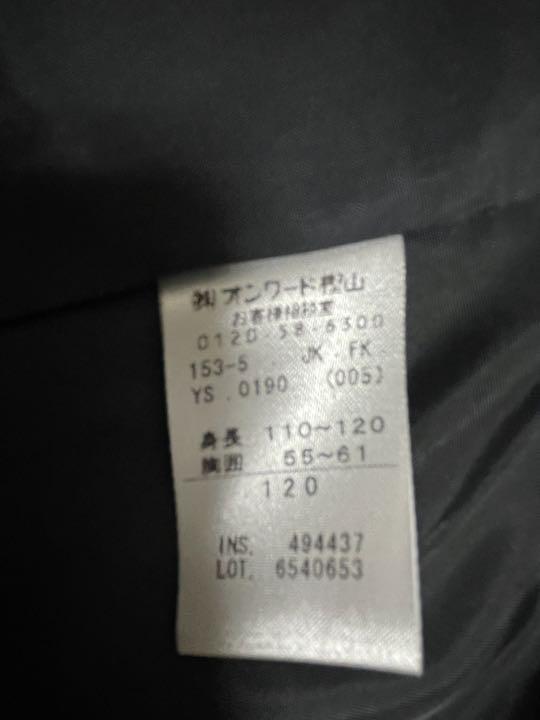 ㈱オンワード樫山
お客様相談室
0120-58-6300
153-5 JK.FK
YS.0190 (005)
身長 110~120
胸囲 55~61
120
INS. 494437
LOT. 6540653